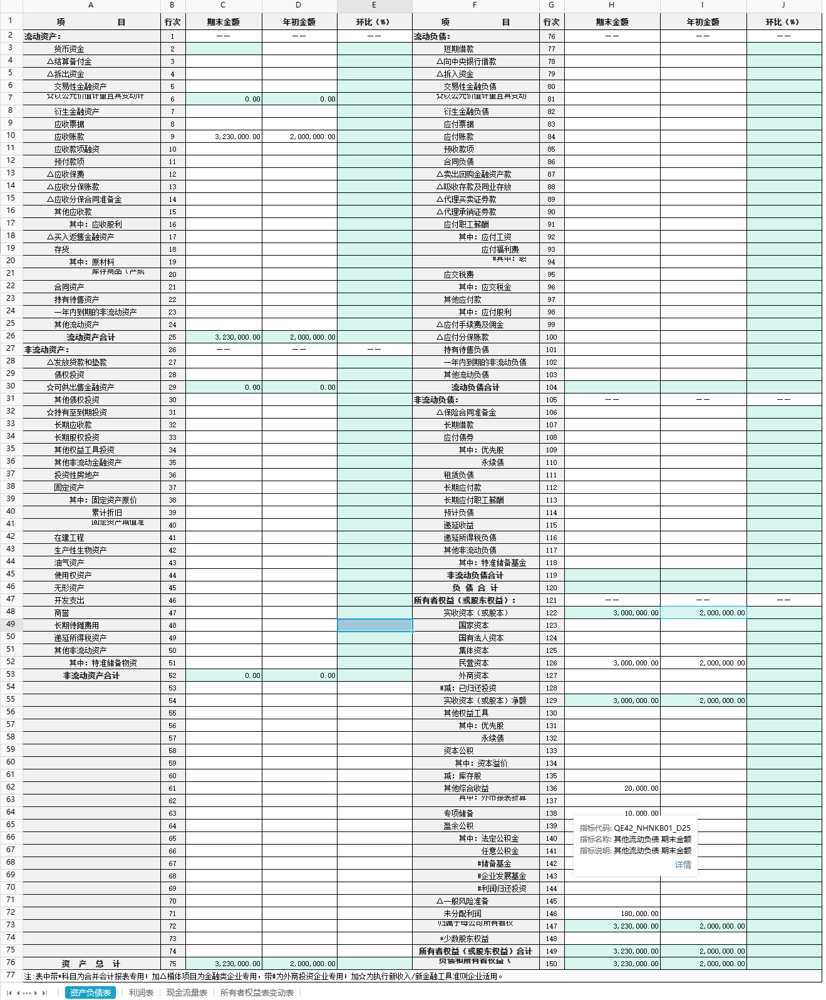 A B C D E F G H I J
1 项 目 行次 期末金额 年初金额 环比（%） 项 目 行次 期末金额 年初金额 环比（%）
2 流动资产： 1 —— —— —— 流动负债： 76 —— —— ——
3 货币资金 2 短期借款 77
4 △结算备付金 3 △向中央银行借款 78
5 △拆出资金 4 △拆入资金 79
6 交易性金融资产 5 交易性金融负债 80
7 ☆以公允价值计量且其变动计 6 0.00 0.00 ☆以公允价值计量且其变动 81
8 衍生金融资产 7 衍生金融负债 82
9 应收票据 8 应付票据 83
10 应收账款 9 3,230,000.00 2,000,000.00 应付账款 84
11 应收款项融资 10 预收款项 85
12 预付款项 11 合同负债 86
13 △应收保费 12 △卖出回购金融资产款 87
14 △应收分保账款 13 △吸收存款及同业存放 88
15 △应收分保合同准备金 14 △代理买卖证券款 89
16 其他应收款 15 △代理承销证券款 90
17 其中：应收股利 16 应付职工薪酬 91
18 △买入返售金融资产 17 其中：应付工资 92
19 存货 18 应付福利费 93
20 其中：原材料 19 #其中：职 94
21 库存商品（产成 20 应交税费 95
22 合同资产 21 其中：应交税金 96
23 持有待售资产 22 其他应付款 97
24 一年内到期的非流动资产 23 其中：应付股利 98
25 其他流动资产 24 △应付手续费及佣金 99
26 流动资产合计 25 3,230,000.00 2,000,000.00 △应付分保账款 100
27 非流动资产： 26 —— —— —— 持有待售负债 101
28 △发放贷款和垫款 27 一年内到期的非流动负债 102
29 债权投资 28 其他流动负债 103
30 ☆可供出售金融资产 29 0.00 0.00 流动负债合计 104
31 其他债权投资 30 非流动负债： 105 —— —— ——
32 ☆持有至到期投资 31 △保险合同准备金 106
33 长期应收款 32 长期借款 107
34 长期股权投资 33 应付债券 108
35 其他权益工具投资 34 其中：优先股 109
36 其他非流动金融资产 35 永续债 110
37 投资性房地产 36 租赁负债 111
38 固定资产 37 长期应付款 112
39 其中：固定资产原价 38 长期应付职工薪酬 113
40 累计折旧 39 预计负债 114
41 固定资产减值准 40 递延收益 115
42 在建工程 41 递延所得税负债 116
43 生产性生物资产 42 其他非流动负债 117
44 油气资产 43 其中：特准储备基金 118
45 使用权资产 44 非流动负债合计 119
46 无形资产 45 负 债 合 计 120
47 开发支出 46 所有者权益（或股东权益）： 121 —— —— ——
48 商誉 47 实收资本（或股本） 122 3,000,000.00 2,000,000.00
49 长期待摊费用 48 国家资本 123
50 递延所得税资产 49 国有法人资本 124
51 其他非流动资产 50 集体资本 125
52 其中：特准储备物资 51 民营资本 126 3,000,000.00 2,000,000.00
53 非流动资产合计 52 0.00 0.00 外商资本 127
54 53 #减：已归还投资 128
55 54 实收资本（或股本）净额 129 3,000,000.00 2,000,000.00
56 55 其他权益工具 130
57 56 其中：优先股 131
58 57 永续债 132
59 58 资本公积 133
60 59 其中：资本溢价 134
61 60 减：库存股 135
62 61 其他综合收益 136 20,000.00
63 62 其中：外币报表折算 137
64 63 专项储备 138 10,000.00
65 64 盈余公积 139
66 65 其中：法定公积金 140
67 66 任意公积金 141
68 67 #储备基金 142
69 68 #企业发展基金 143
70 69 #利润归还投资 144
71 70 △一般风险准备 145
72 71 未分配利润 146 180,000.00
73 72 归属于母公司所有者权 147 3,230,000.00 2,000,000.00
74 73 *少数股东权益 148
75 74 所有者权益（或股东权益）合计 149 3,230,000.00 2,000,000.00
76 资 产 总 计 75 3,230,000.00 2,000,000.00 负债和所有者权益（ 150 3,230,000.00 2,000,000.00
77 注：表中带*科目为合并会计报表专用；加△楷体项目为金融类企业专用，带#为外商投资企业专用；加☆为执行新收入/新金融工具准则企业适用。
指标代码: QE42_NHNKB01_D25
指标名称: 其他流动负债 期末金额
指标说明: 其他流动负债 期末金额
详情
资产负债表 利润表 现金流量表 所有者权益表变动表